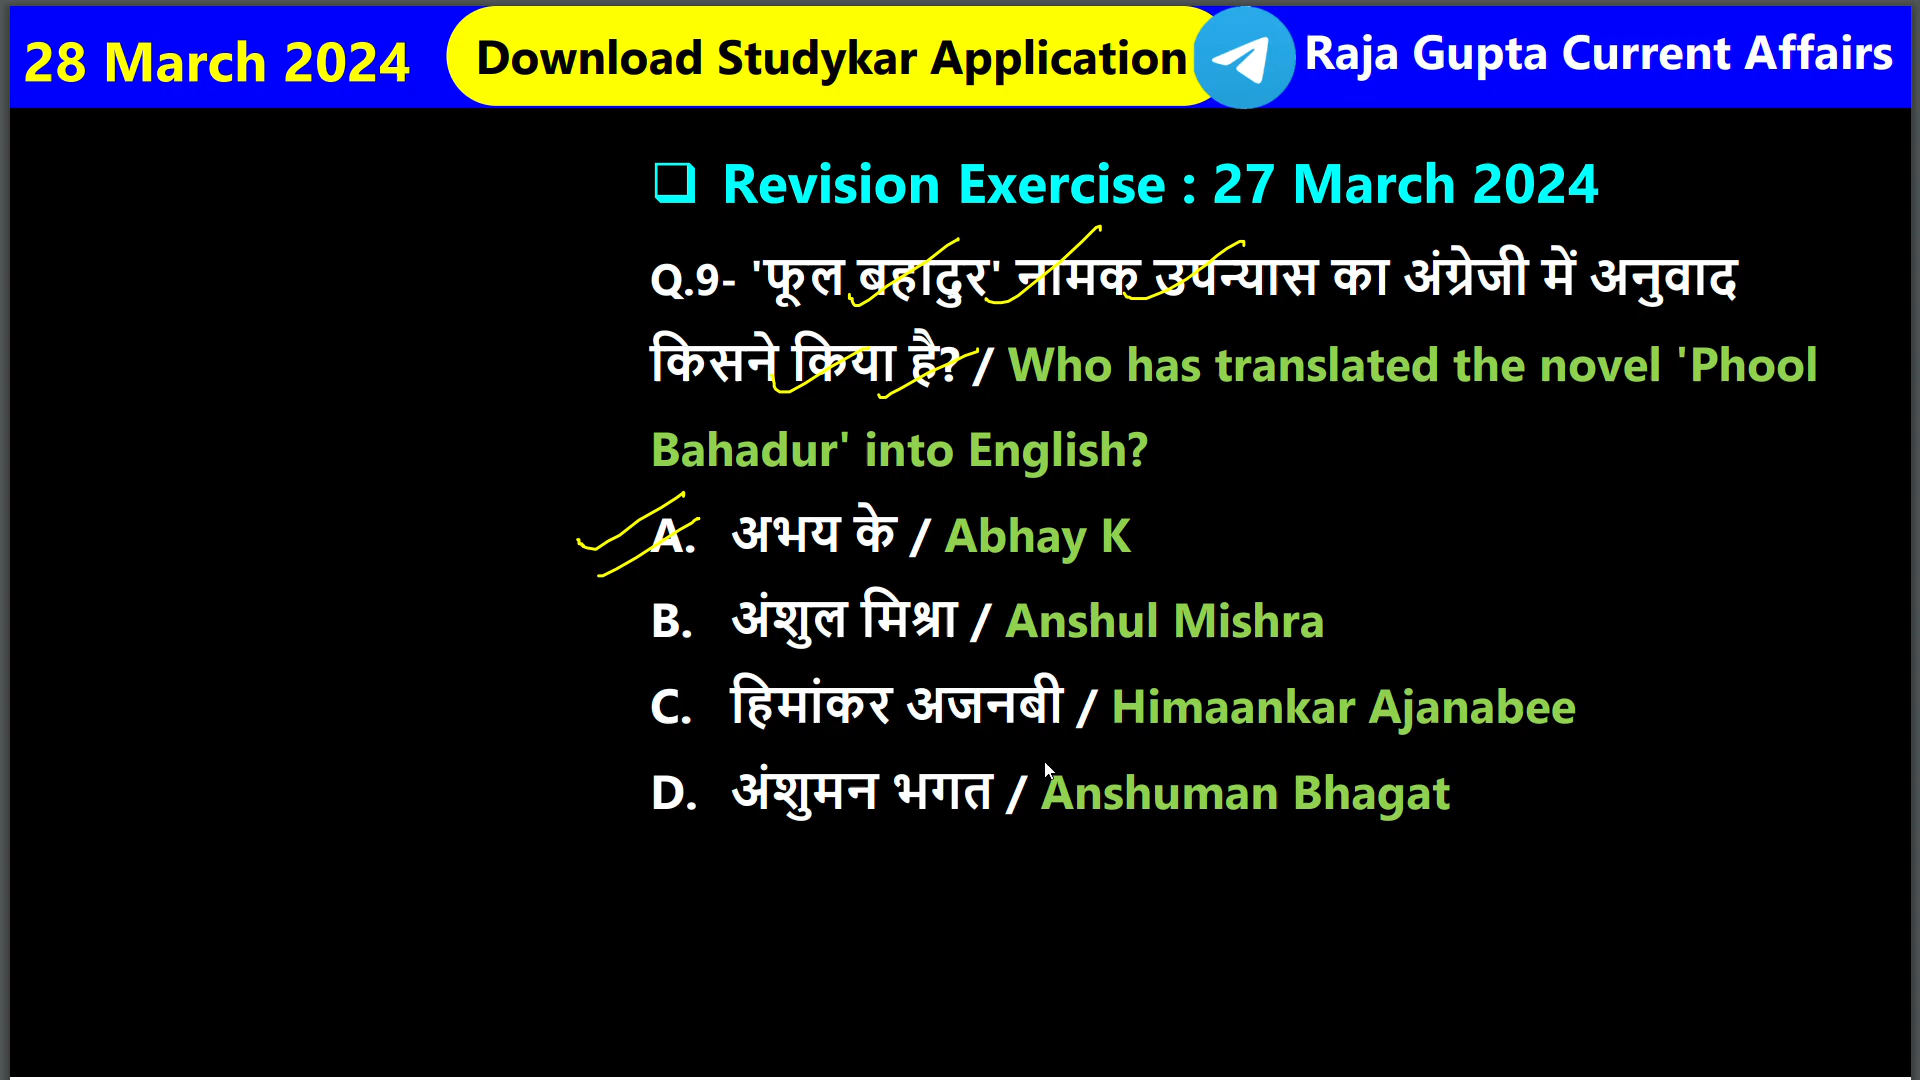 28 March 2024 Download Studykar Application Raja Gupta Current Affairs
❑ Revision Exercise : 27 March 2024
Q.9- 'फूल बहादुर' नामक उपन्यास का अंग्रेजी में अनुवाद
किसने किया है? / Who has translated the novel 'Phool
Bahadur' into English?
A. अभय के / Abhay K
B. अंशुल मिश्रा / Anshul Mishra
C. हिमांकर अजनबी / Himaankar Ajanabee
D. अंशुमन भगत / Anshuman Bhagat